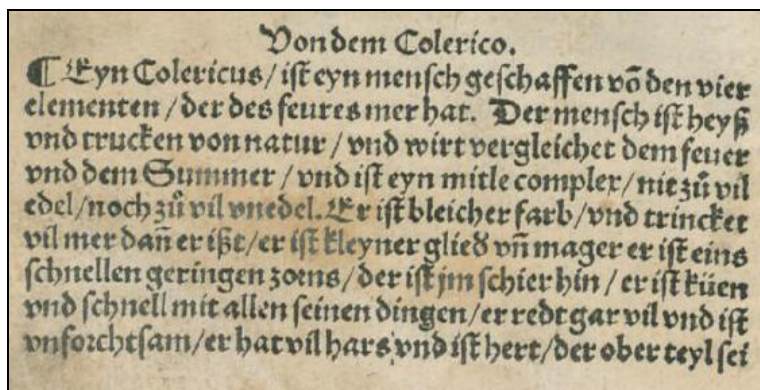 Von dem Colerico.
¶ Eyn Colericus / ist eyn mensch geschaffen võ den vier
elementen / der des feures mer hat. Der mensch ist heyß
vnd trucken von natur / vnd wirt vergleichet dem feuer
vnd dem Summer / vnd ist eyn mitle complex / nit zů vil
edel / noch zů vil vnedel. Er ist bleicher farb / vnd trincket
vil mer dañ er ißt / er ist kleyner glied vñ mager er ist eins
schnellen geringen zorns / der ist jm schier hin / er ist küen
vnd schnell mit allen seinen dingen / er redt gar vil vnd ist
vnforchtsam / er hat vil hars vnd ist hert / der ober teyl sei